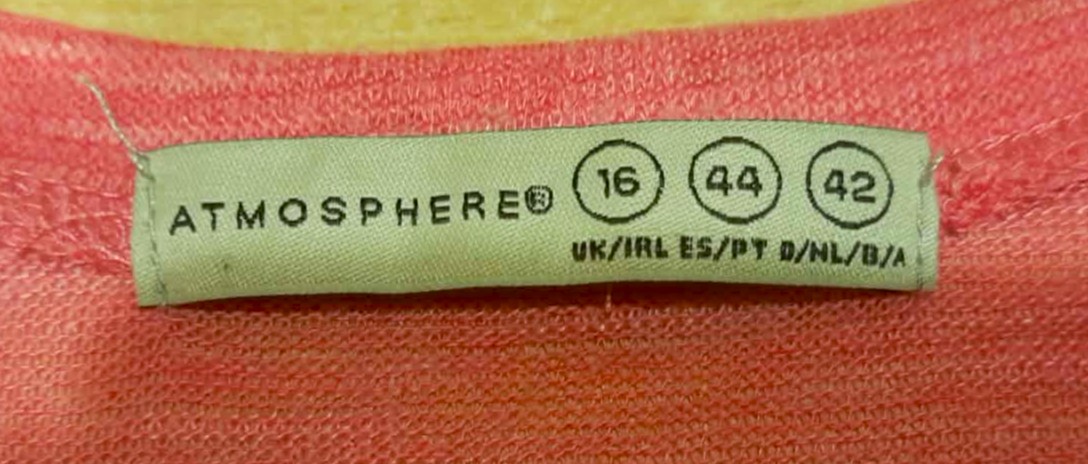 ATMOSPHERE® 16 44 42
UK/IRL ES/PT D/NL/B/A